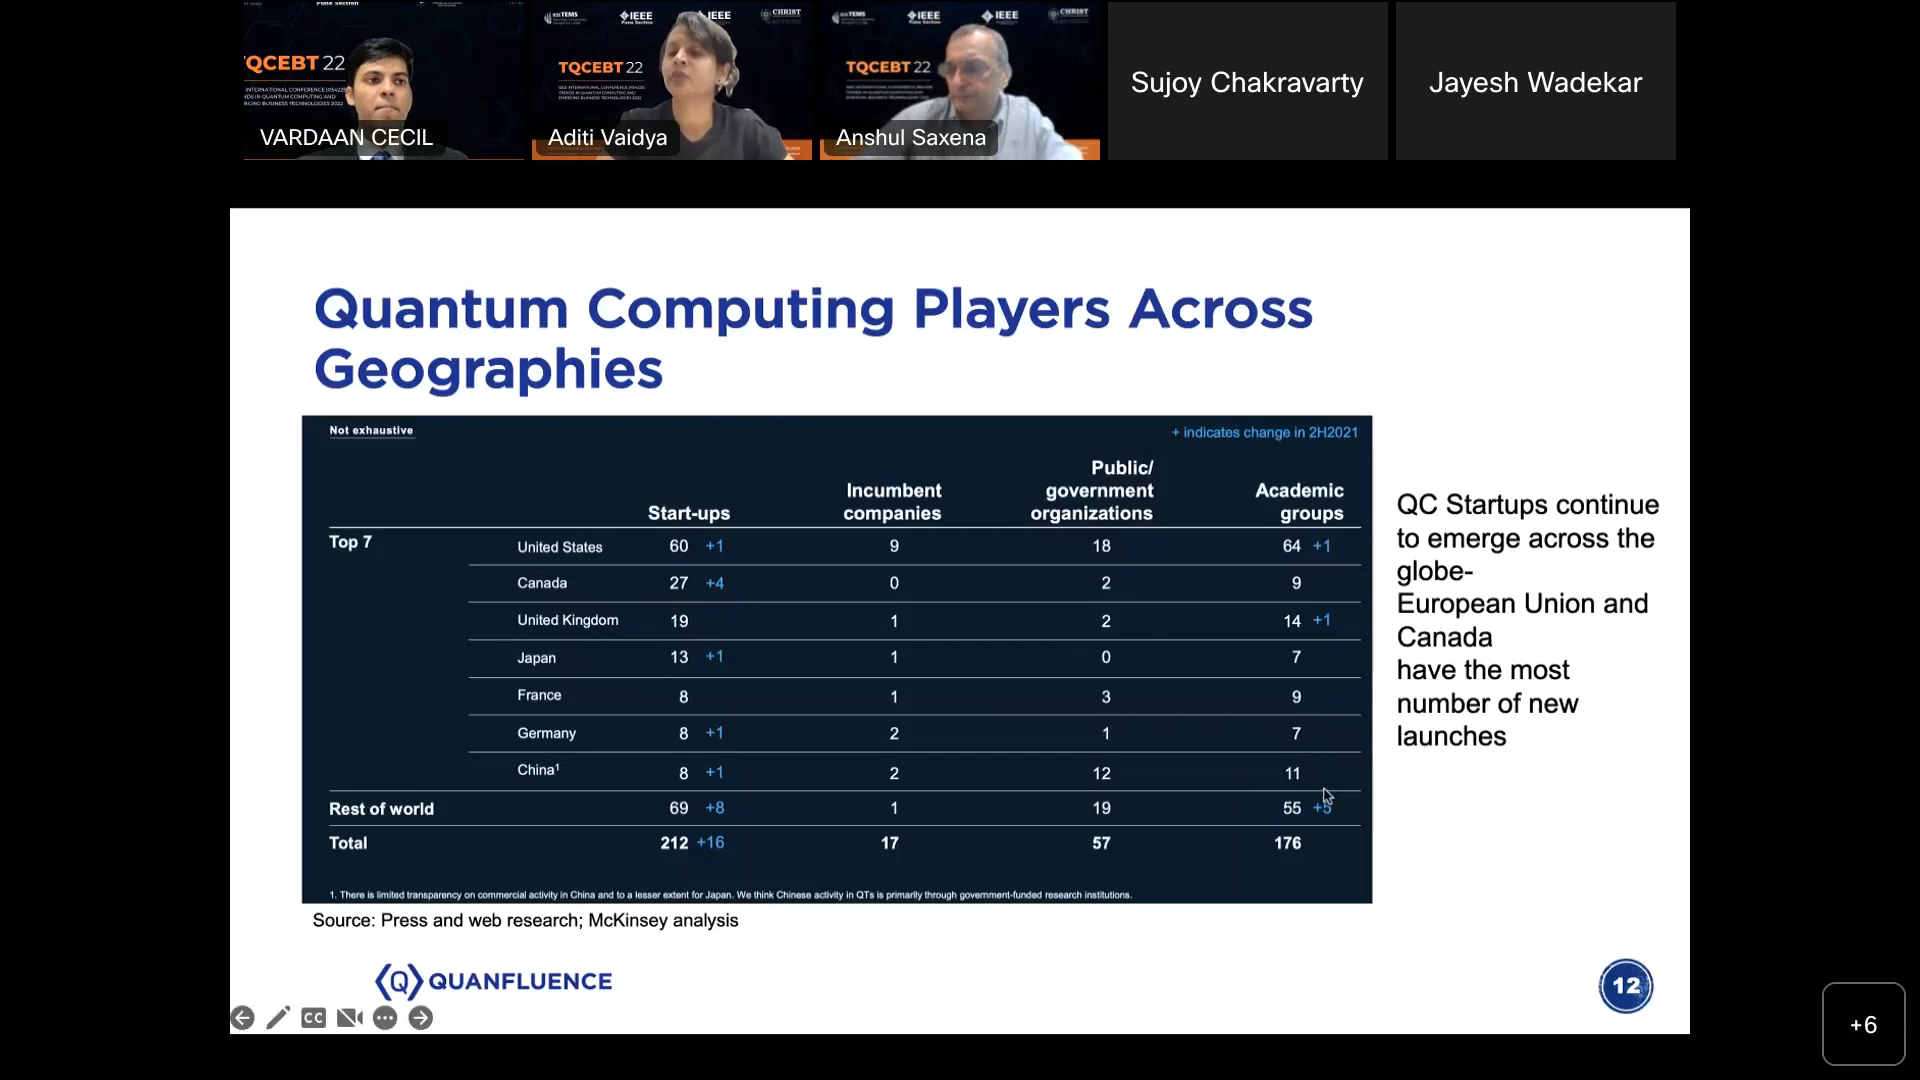 TQCEBT 22
VARDAAN CECIL
IEEE
IEEE
CHRIST
TQCEBT 22
Aditi Vaidya
IEEE
IEEE
CHRIST
TQCEBT 22
Anshul Saxena
Sujoy Chakravarty
Jayesh Wadekar
Quantum Computing Players Across
Geographies
Not exhaustive
+ indicates change in 2H2021
Start-ups Incumbent companies Public/ government organizations Academic groups
Top 7
United States 60 +1 9 18 64 +1
Canada 27 +4 0 2 9
United Kingdom 19 1 2 14 +1
Japan 13 +1 1 0 7
France 8 1 3 9
Germany 8 +1 2 1 7
China¹ 8 +1 2 12 11
Rest of world 69 +8 1 19 55 +5
Total 212 +16 17 57 176
1. There is limited transparency on commercial activity in China and to a lesser extent for Japan. We think Chinese activity in QTs is primarily through government-funded research institutions.
QC Startups continue
to emerge across the
globe-
European Union and
Canada
have the most
number of new
launches
Source: Press and web research; McKinsey analysis
QUANFLUENCE
12
CC
+6